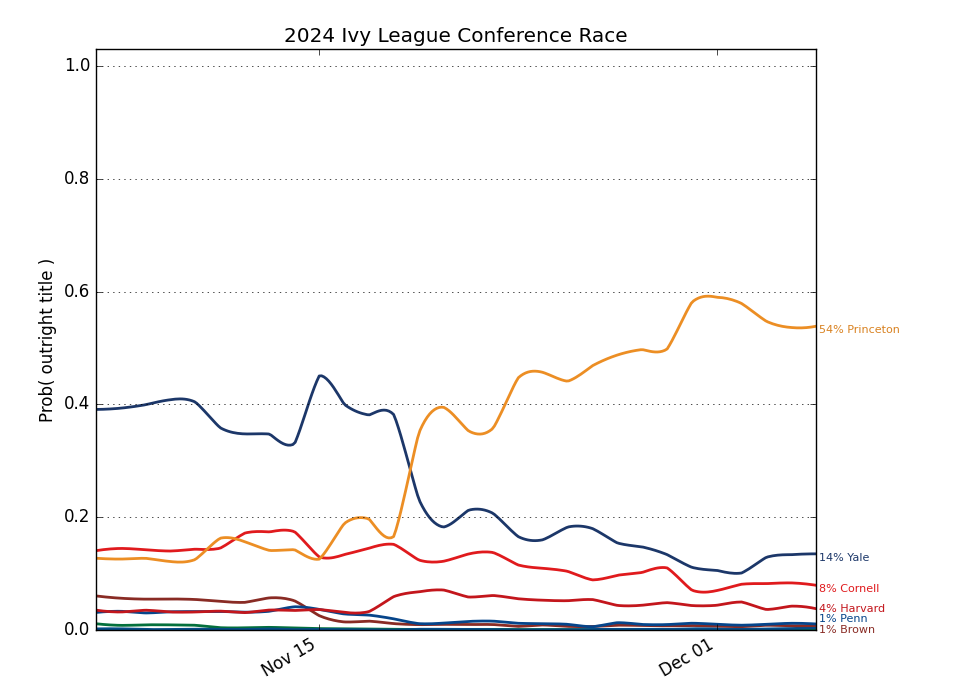 2024 Ivy League Conference Race
Prob( outright title )
1.0
0.8
0.6
0.4
0.2
0.0
54% Princeton
14% Yale
8% Cornell
4% Harvard
1% Penn
1% Brown
Nov 15
Dec 01